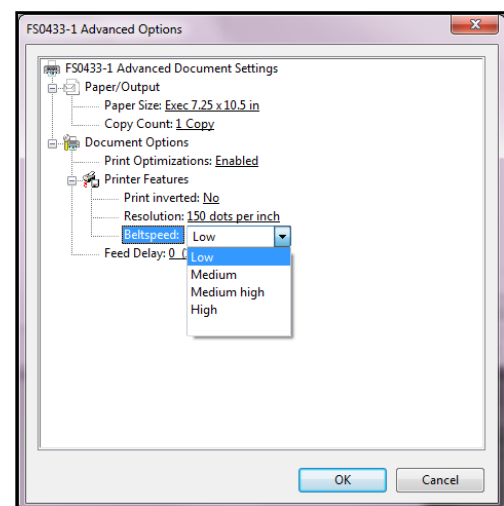 FS0433-1 Advanced Options
FS0433-1 Advanced Document Settings
Paper/Output
Paper Size: Exec 7.25 x 10.5 in
Copy Count: 1 Copy
Document Options
Print Optimizations: Enabled
Printer Features
Print inverted: No
Resolution: 150 dots per inch
Beltspeed: Low
Feed Delay: 0
Low
Medium
Medium high
High
OK
Cancel